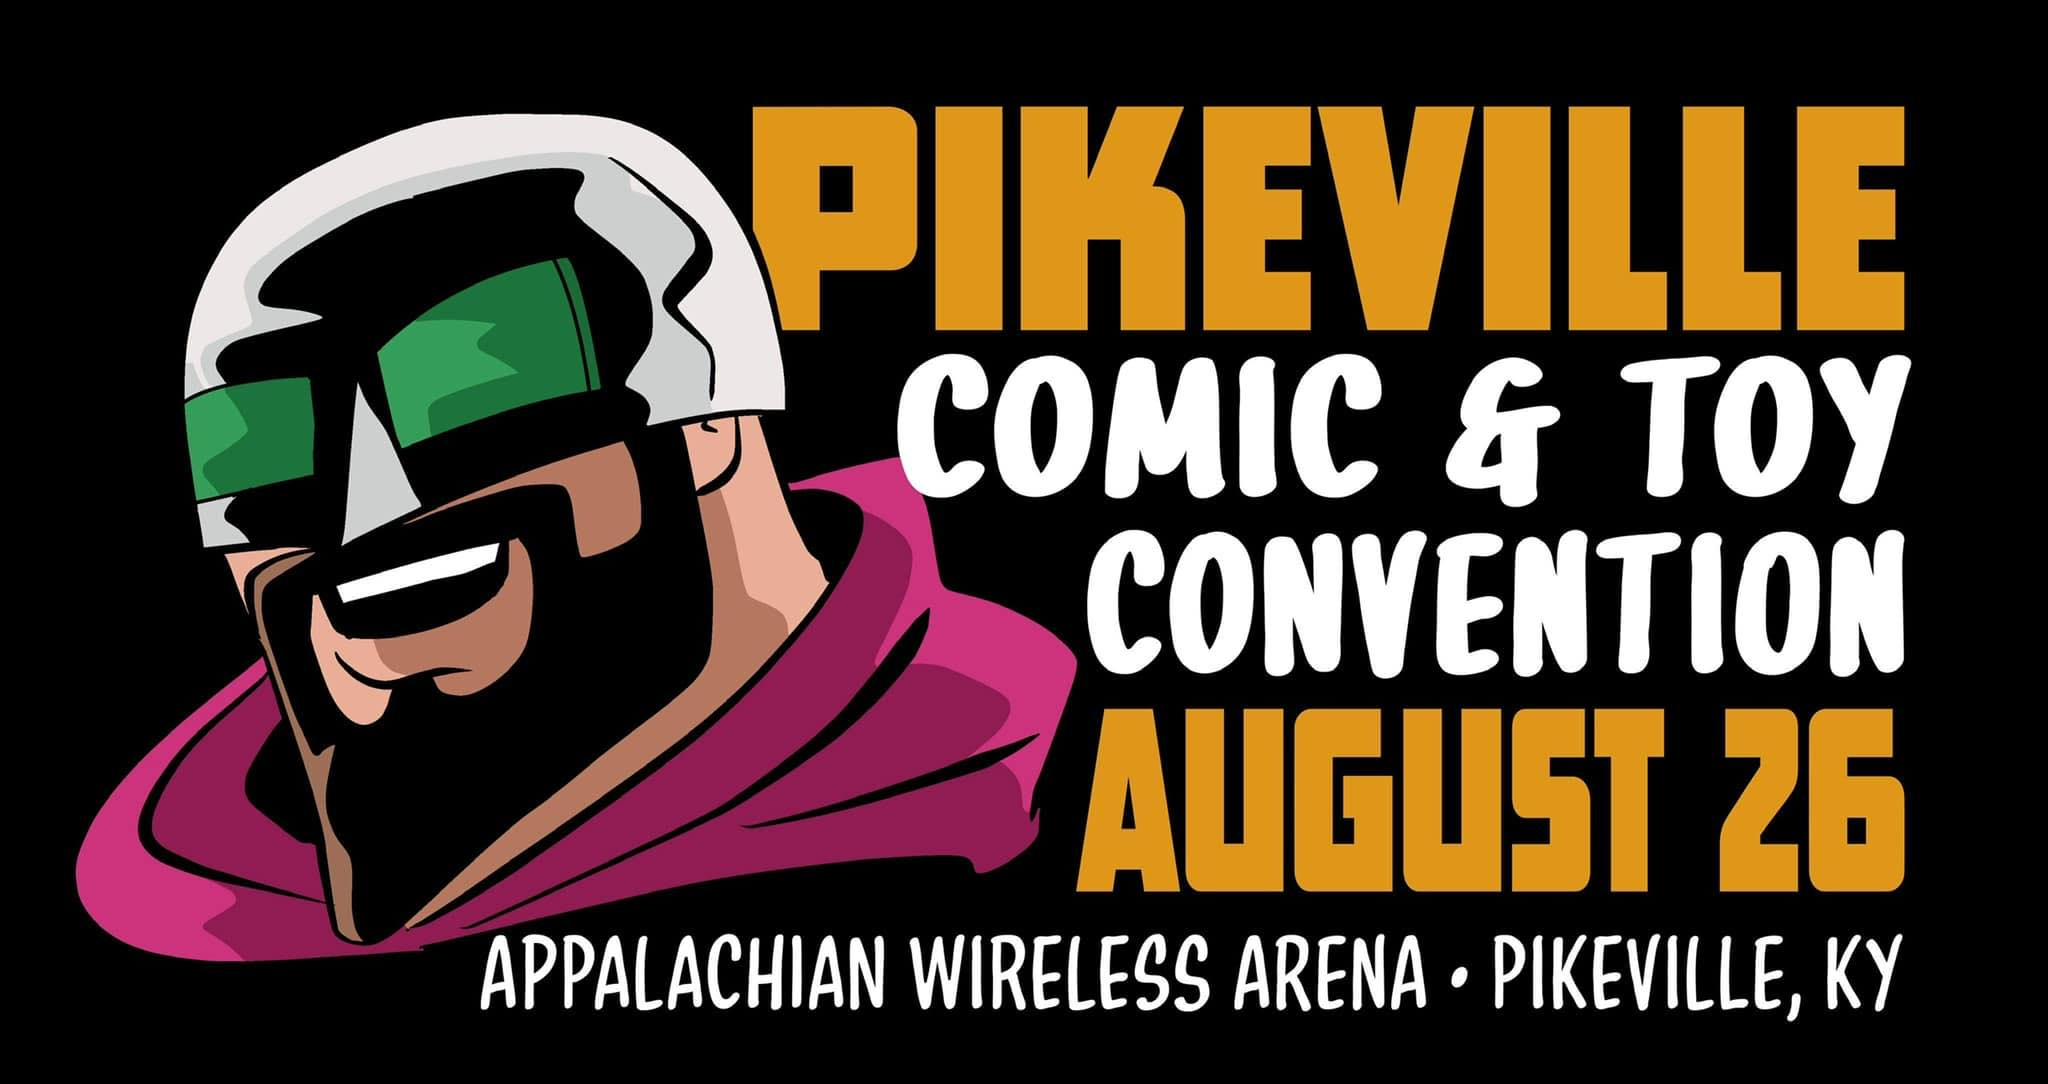 PIKEVILLE
COMIC & TOY
CONVENTION
AUGUST 26
APPALACHIAN WIRELESS ARENA • PIKEVILLE, KY